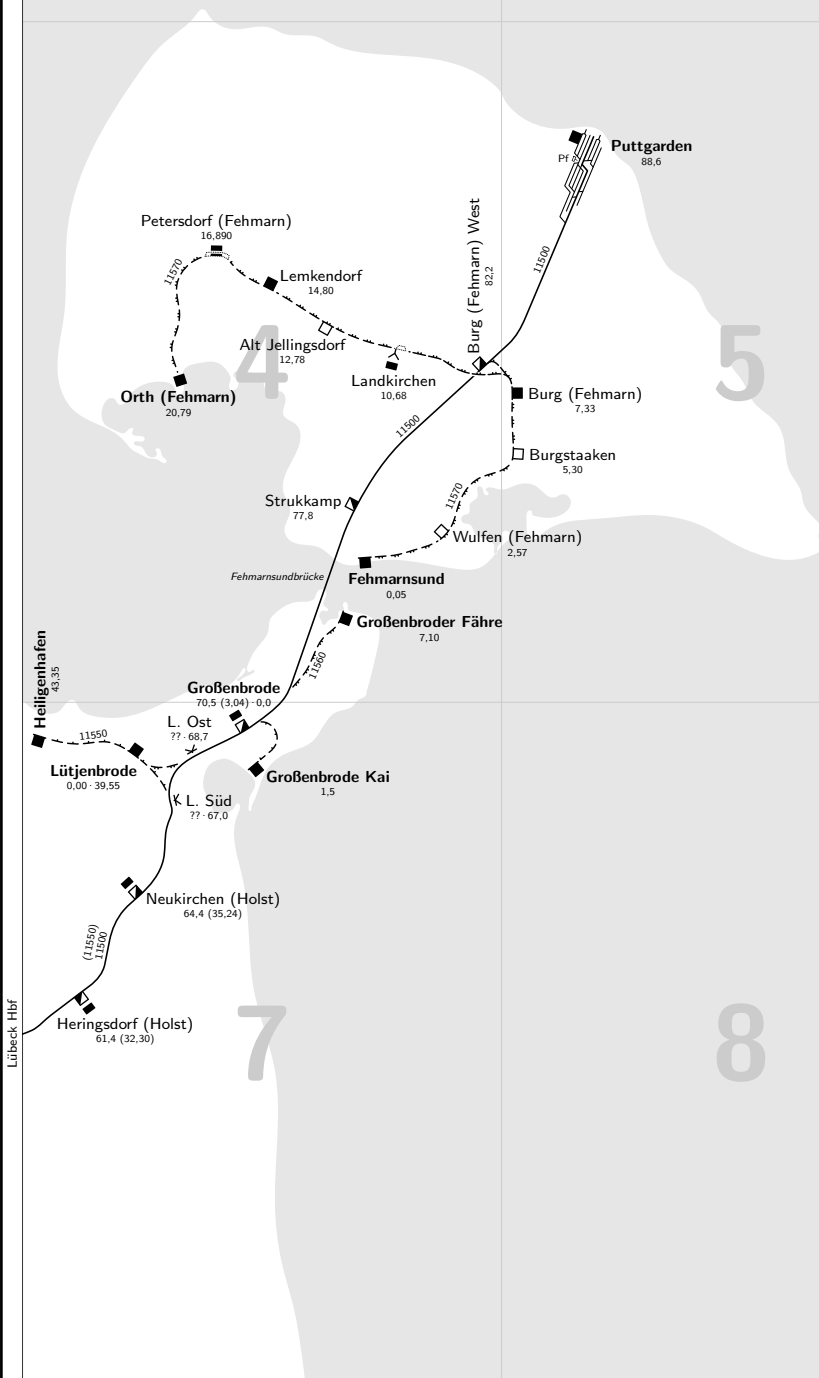 Puttgarden
88,6
Pf
11500
Burg (Fehmarn) West
82,2
Petersdorf (Fehmarn)
16,890
11570
Lemkendorf
14,80
Alt Jellingsdorf
12,78
4
5
Landkirchen
10,68
Orth (Fehmarn)
20,79
Burg (Fehmarn)
7,33
11500
Burgstaaken
5,30
11570
Strukkamp
77,8
Wulfen (Fehmarn)
2,57
Fehmarnsundbrücke
Fehmarnsund
0,05
Großenbroder Fähre
7,10
11560
Heiligenhafen
43,35
Großenbrode
70,5 (3,04) · 0,0
L. Ost
?? · 68,7
11550
Lütjenbrode
0,00 · 39,55
Großenbrode Kai
1,5
L. Süd
?? · 67,0
Neukirchen (Holst)
64,4 (35,24)
(11550)
11500
Lübeck Hbf
Heringsdorf (Holst)
61,4 (32,30)
7
8